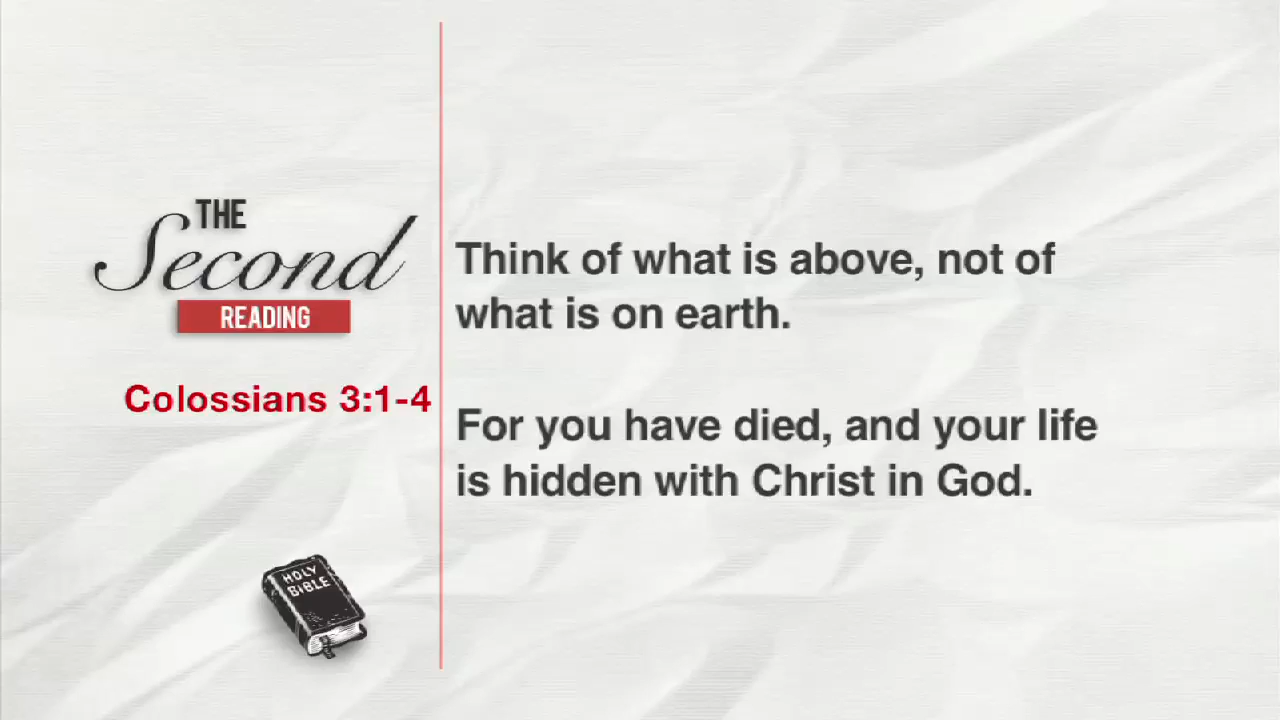 THE
Second
READING
Colossians 3:1-4
Think of what is above, not of
what is on earth.
For you have died, and your life
is hidden with Christ in God.
HOLY
BIBLE